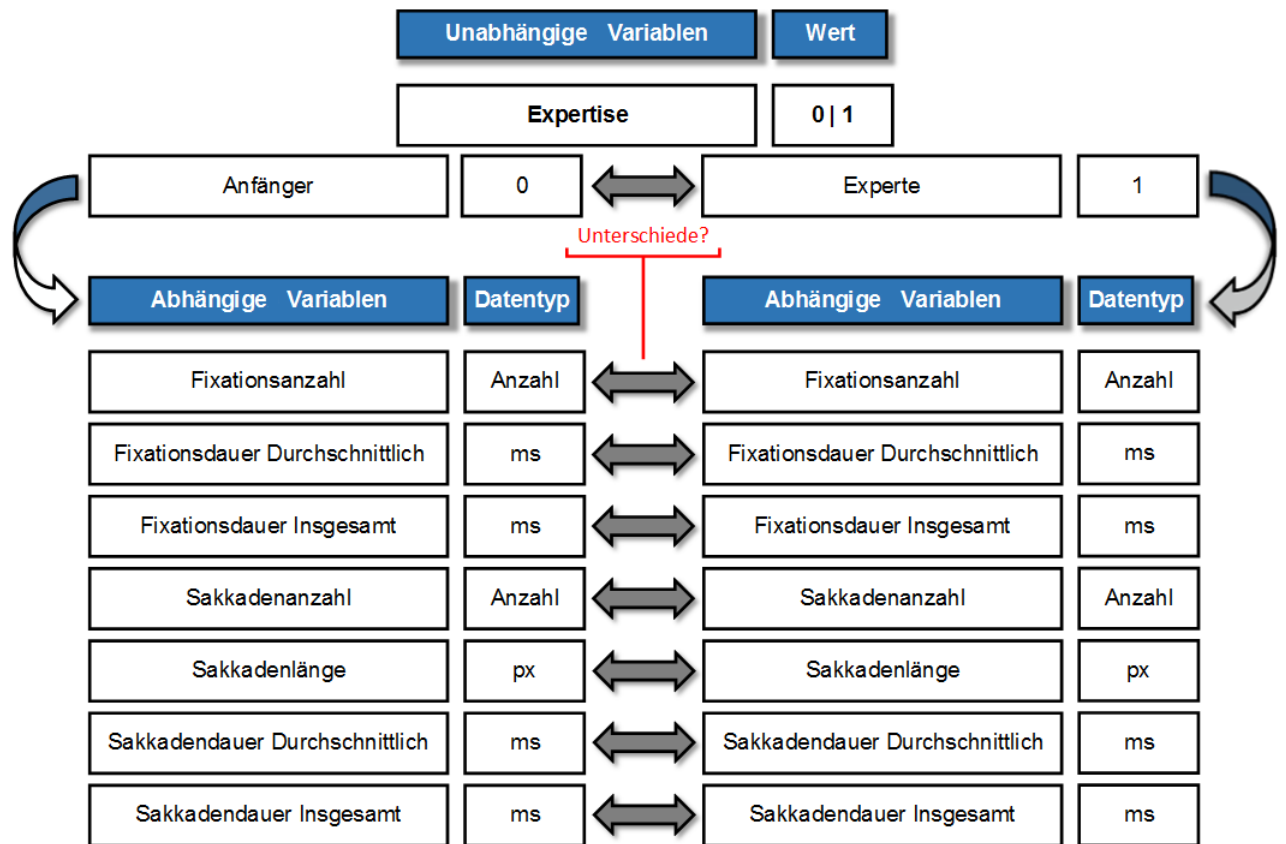 Unabhängige Variablen Wert
Expertise 0 | 1
Anfänger 0 Experte 1
Unterschiede?
Abhängige Variablen Datentyp Abhängige Variablen Datentyp
Fixationsanzahl Anzahl Fixationsanzahl Anzahl
Fixationsdauer Durchschnittlich ms Fixationsdauer Durchschnittlich ms
Fixationsdauer Insgesamt ms Fixationsdauer Insgesamt ms
Sakkadenanzahl Anzahl Sakkadenanzahl Anzahl
Sakkadenlänge px Sakkadenlänge px
Sakkadendauer Durchschnittlich ms Sakkadendauer Durchschnittlich ms
Sakkadendauer Insgesamt ms Sakkadendauer Insgesamt ms